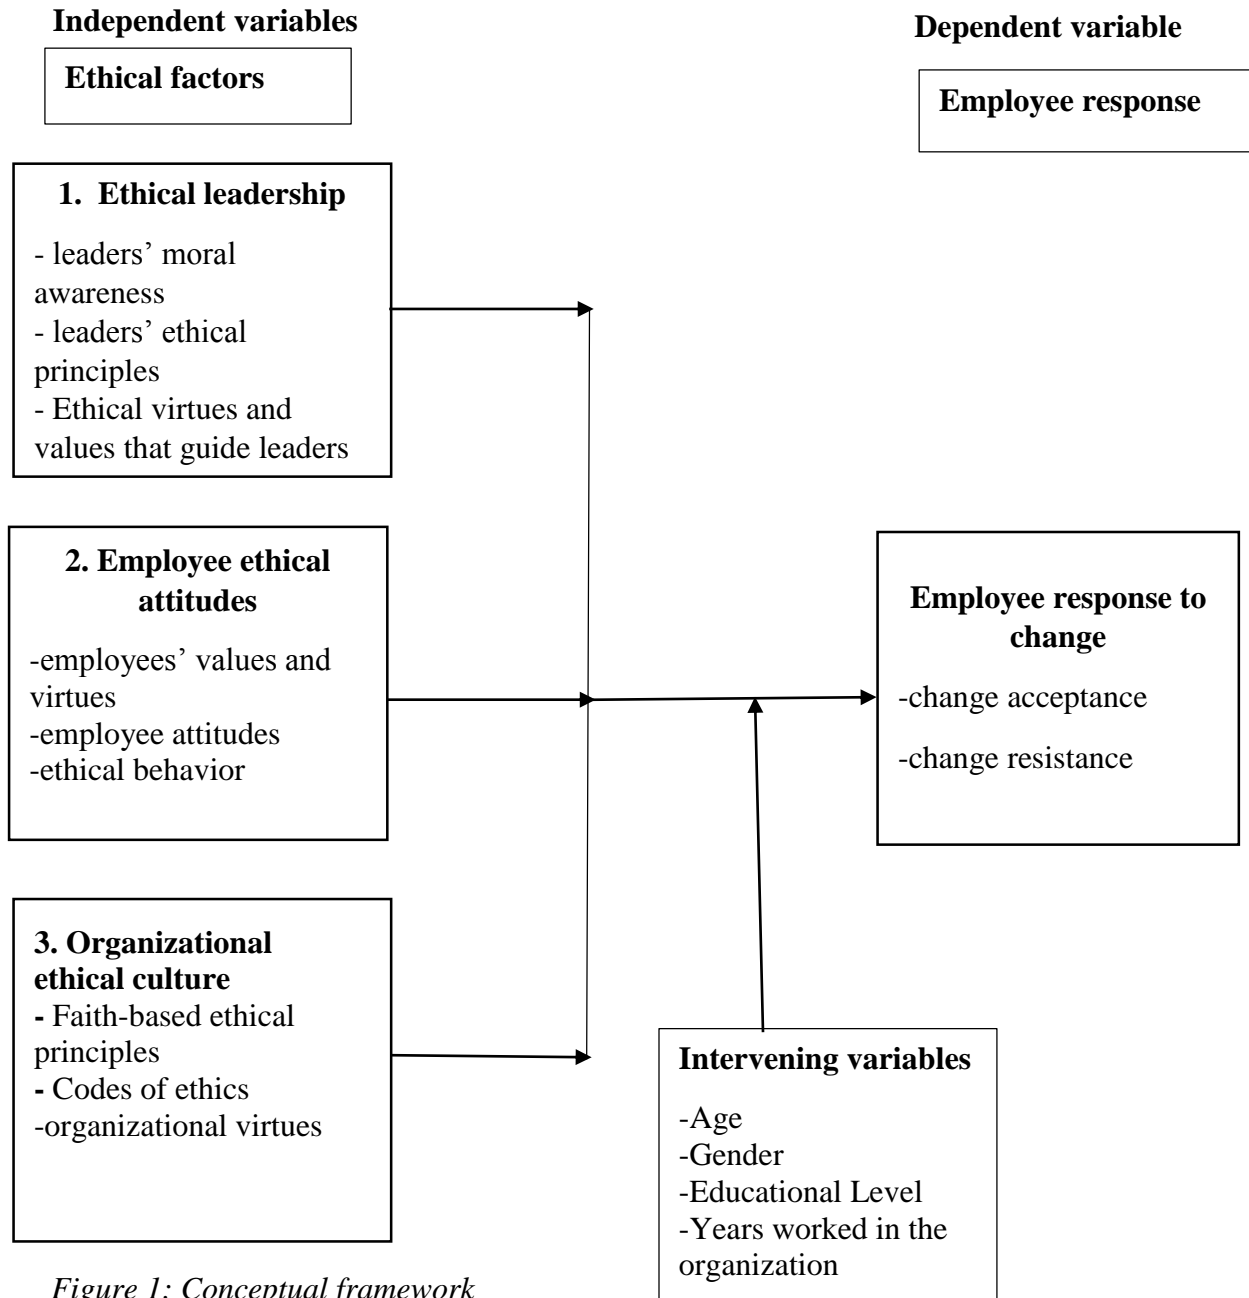 Independent variables
Dependent variable
Ethical factors
Employee response
1. Ethical leadership
- leaders’ moral
awareness
- leaders’ ethical
principles
- Ethical virtues and
values that guide leaders
2. Employee ethical
attitudes
-employees’ values and
virtues
-employee attitudes
-ethical behavior
Employee response to
change
-change acceptance
-change resistance
3. Organizational
ethical culture
- Faith-based ethical
principles
- Codes of ethics
-organizational virtues
Intervening variables
-Age
-Gender
-Educational Level
-Years worked in the
organization
Figure 1: Conceptual framework